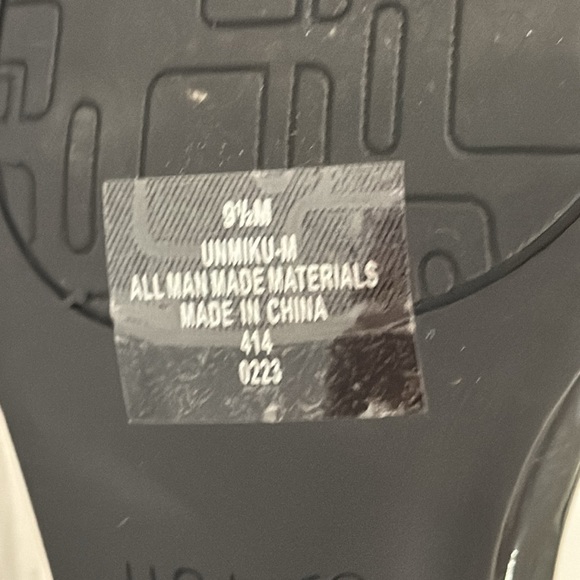 9½M
UNMIKU-M
ALL MAN MADE MATERIALS
MADE IN CHINA
414
0223